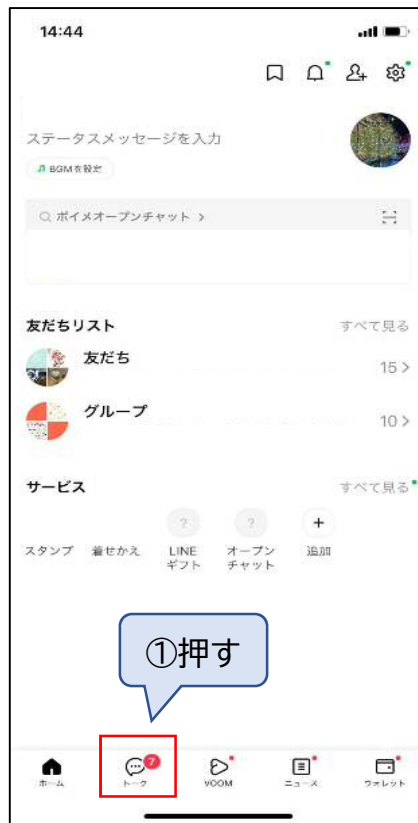 14:44
ステータスメッセージを入力
BGMを設定
ボイメオープンチャット >
友だちリスト すべて見る
友だち
15 >
グループ
10 >
サービス すべて見る
? ? +
スタンプ 着せかえ LINE オープン 追加
ギフト チャット
①押す
7
ホーム トーク VOOM ニュース ウォレット